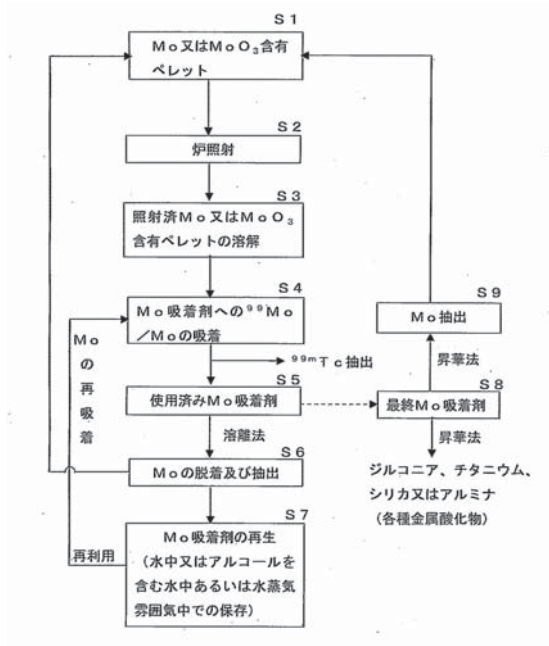 S1
Mo又はMoO₃含有
ペレット
S2
炉照射
S3
照射済Mo又はMoO₃
含有ペレットの溶解
S4
Mo吸着剤への⁹⁹Mo
/Moの吸着
⁹⁹ᵐTc抽出
S5
使用済みMo吸着剤
溶離法
S6
Moの脱着及び抽出
S7
Mo吸着剤の再生
(水中又はアルコールを
含む水中あるいは水蒸気
雰囲気中での保存)
Moの再吸着
再利用
S9
Mo抽出
昇華法
S8
最終Mo吸着剤
昇華法
ジルコニア、チタニウム、
シリカ又はアルミナ
(各種金属酸化物)